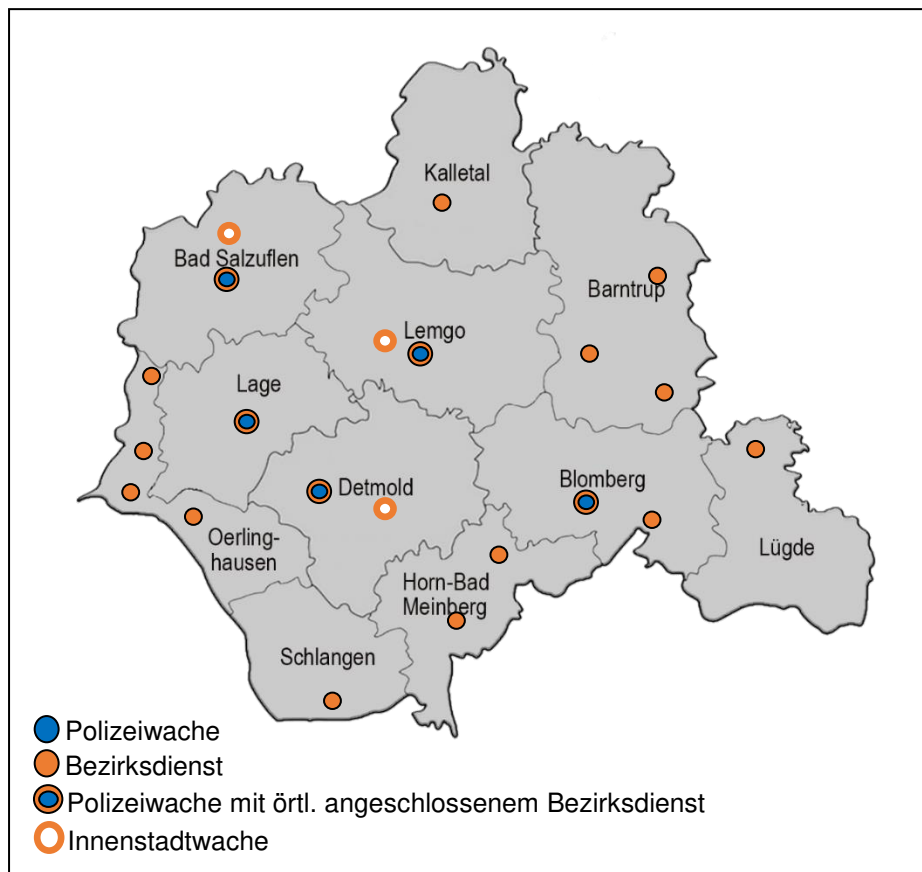 Kalletal
Bad Salzuflen
Barntrup
Lemgo
Lage
Detmold
Blomberg
Oerling-
hausen
Lügde
Horn-Bad
Meinberg
Schlangen
Polizeiwache
Bezirksdienst
Polizeiwache mit örtl. angeschlossenem Bezirksdienst
Innenstadtwache